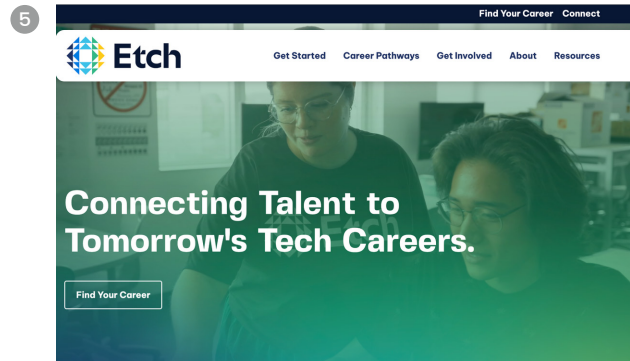 5
Find Your Career Connect
Etch
Get Started Career Pathways Get Involved About Resources
Etch
Connecting Talent to
Tomorrow's Tech Careers.
Find Your Career